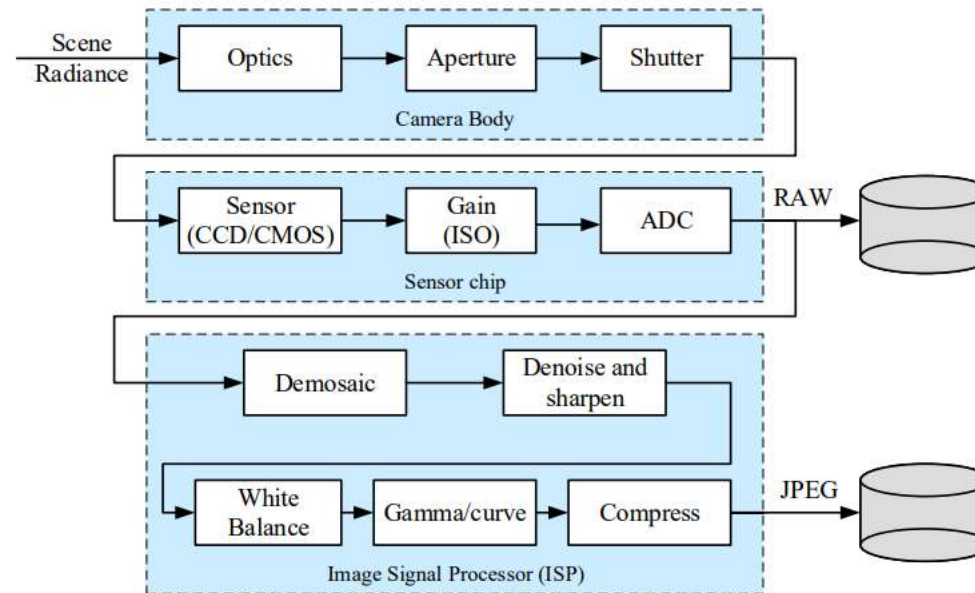 Scene
Radiance
Optics
Aperture
Shutter
Camera Body
Sensor
(CCD/CMOS)
Gain
(ISO)
ADC
RAW
Sensor chip
Demosaic
Denoise and
sharpen
White
Balance
Gamma/curve
Compress
JPEG
Image Signal Processor (ISP)